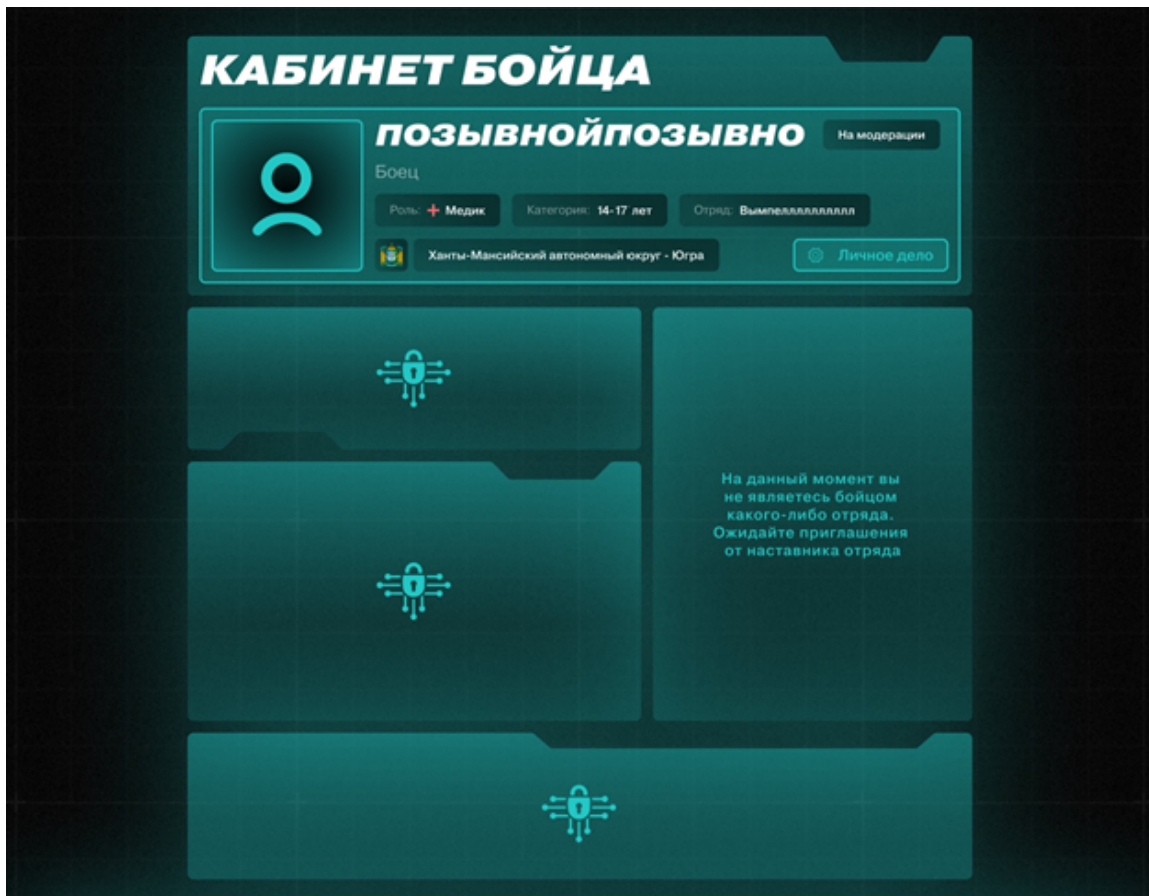 КАБИНЕТ БОЙЦА
ПОЗЫВНОЙПОЗЫВНО
На модерации
Боец
Роль: Медик
Категория: 14-17 лет
Отряд: Вымпеллллллллллл
Ханты-Мансийский автономный юкруг - Югра
Личное дело
На данный момент вы
не являетесь бойцом
какого-либо отряда.
Ожидайте приглашения
от наставника отряда